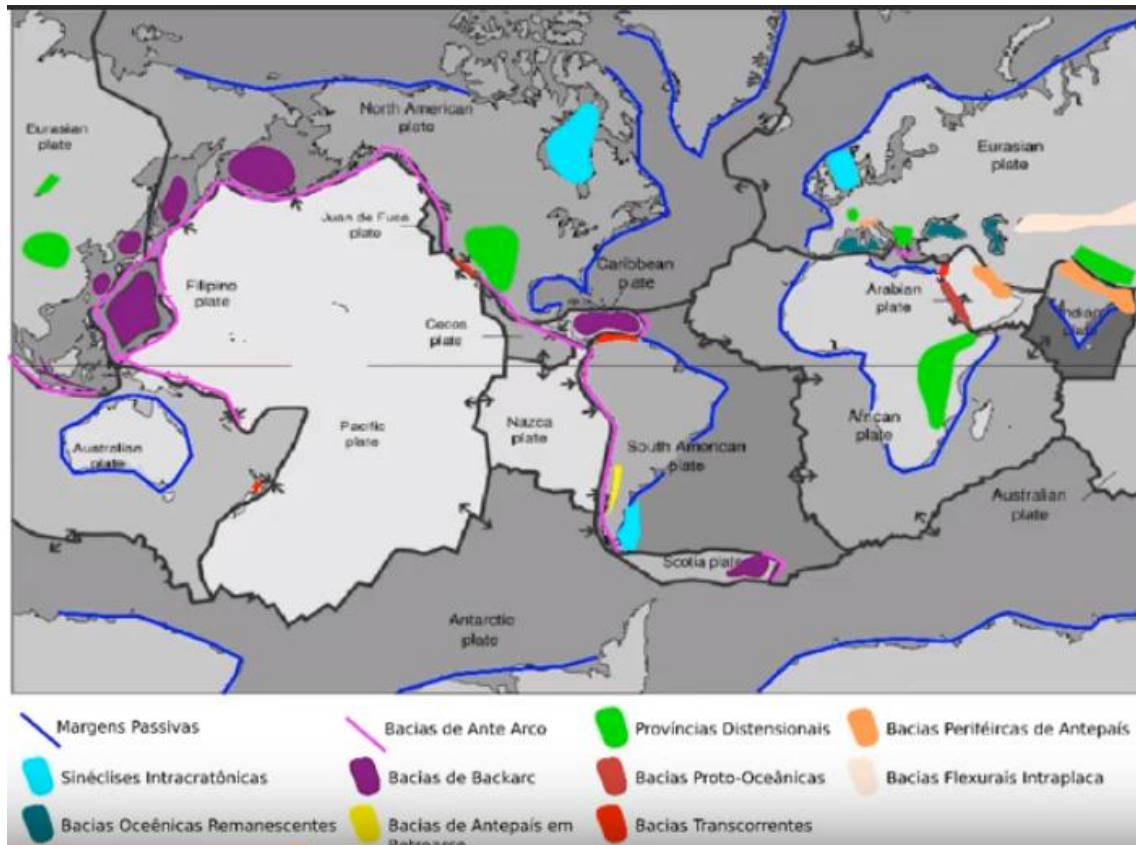 North American
plate
Eurasian
plate
Eurasian
plate
Juan de Fuca
plate
Caribbean
plate
Filipino
plate
Arabian
plate
Indian
plate
Cocos
plate
Pacific
plate
Nazca
plate
African
plate
Australian
plate
South American
plate
Australian
plate
Scotia plate
Antarctic
plate
Margens Passivas
Bacias de Ante Arco
Províncias Distensionais
Bacias Periféircas de Antepaís
Sinéclises Intracratônicas
Bacias de Backarc
Bacias Proto-Oceânicas
Bacias Flexurais Intraplaca
Bacias Oceênicas Remanescentes
Bacias de Antepaís em
Bacias Transcorrentes